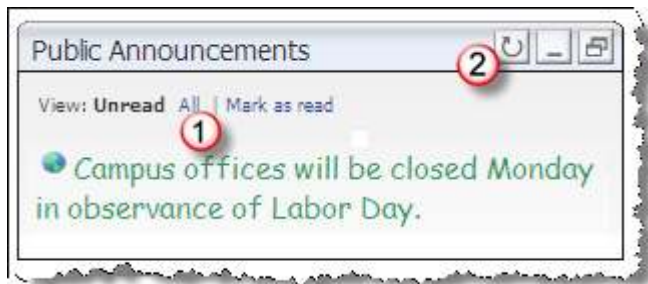 Public Announcements
2
View: Unread All | Mark as read
1
Campus offices will be closed Monday
in observance of Labor Day.